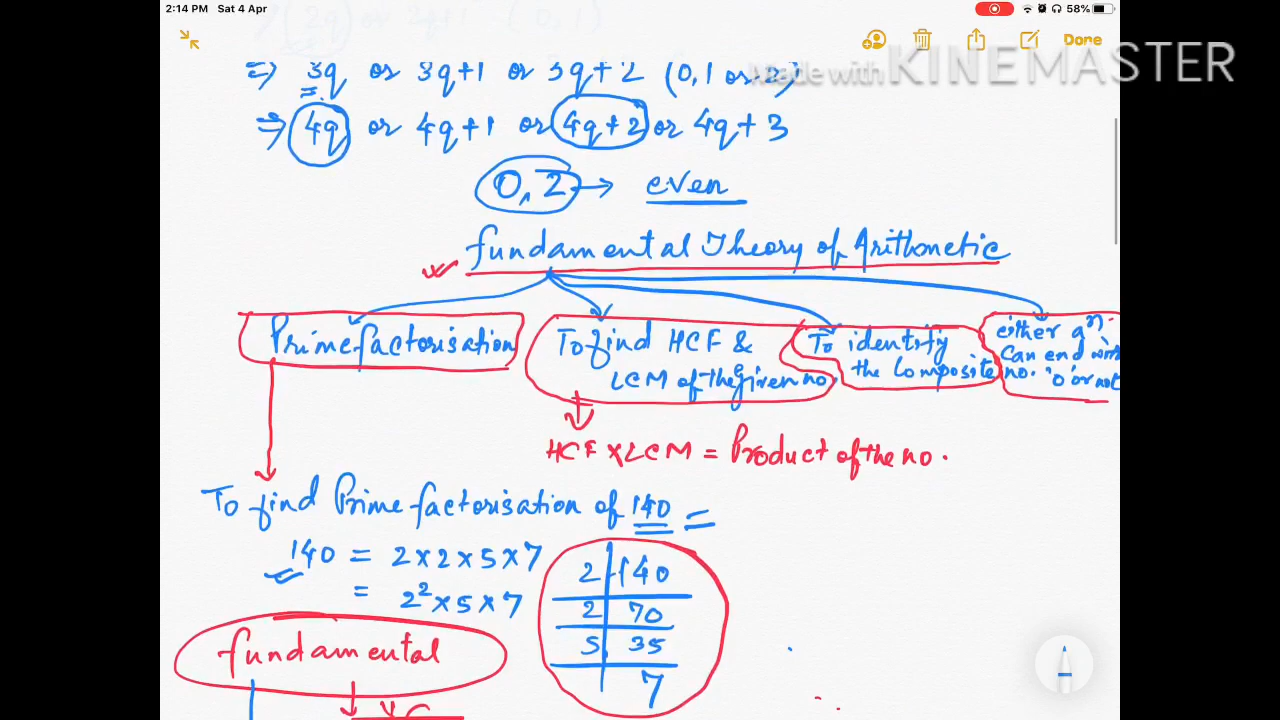 2:14 PM Sat 4 Apr
58%
Done
Made with KINEMASTER
=> 3q or 3q+1 or 3q+2 (0,1 or 2)
=> 4q or 4q+1 or 4q+2 or 4q+3
0,2 → even
fundamental Theory of Arithmetic
Prime factorisation
To find HCF &
LCM of the given no.
To identify
the Composite no.
either gn.
can end with
'0' or not
HCF × LCM = Product of the no.
To find Prime factorisation of 140 =
140 = 2×2×5×7
= 2²×5×7
2 140
2 70
5 35
7
fundamental